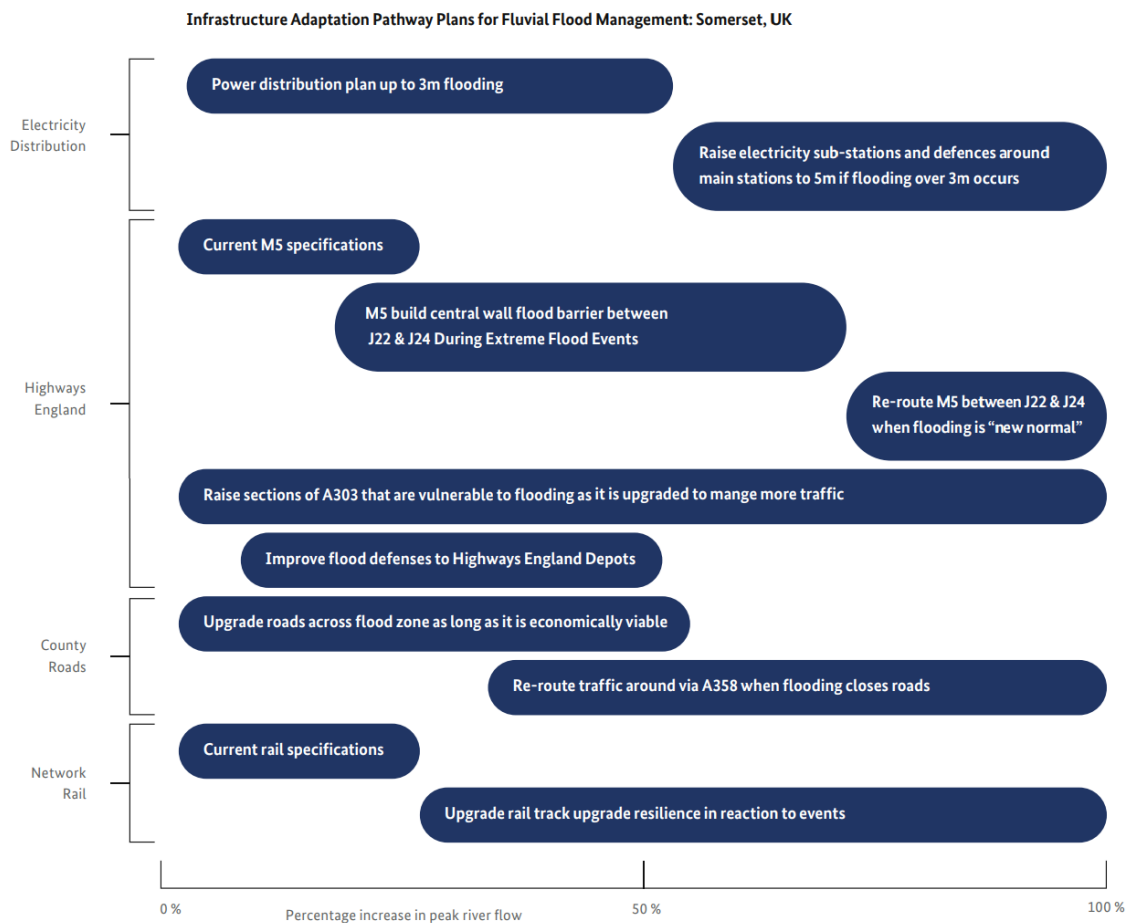 Infrastructure Adaptation Pathway Plans for Fluvial Flood Management: Somerset, UK
Electricity
Distribution
Power distribution plan up to 3m flooding
Raise electricity sub-stations and defences around
main stations to 5m if flooding over 3m occurs
Highways
England
Current M5 specifications
M5 build central wall flood barrier between
J22 & J24 During Extreme Flood Events
Re-route M5 between J22 & J24
when flooding is “new normal”
Raise sections of A303 that are vulnerable to flooding as it is upgraded to mange more traffic
Improve flood defenses to Highways England Depots
County
Roads
Upgrade roads across flood zone as long as it is economically viable
Re-route traffic around via A358 when flooding closes roads
Network
Rail
Current rail specifications
Upgrade rail track upgrade resilience in reaction to events
0 %
50 %
100 %
Percentage increase in peak river flow